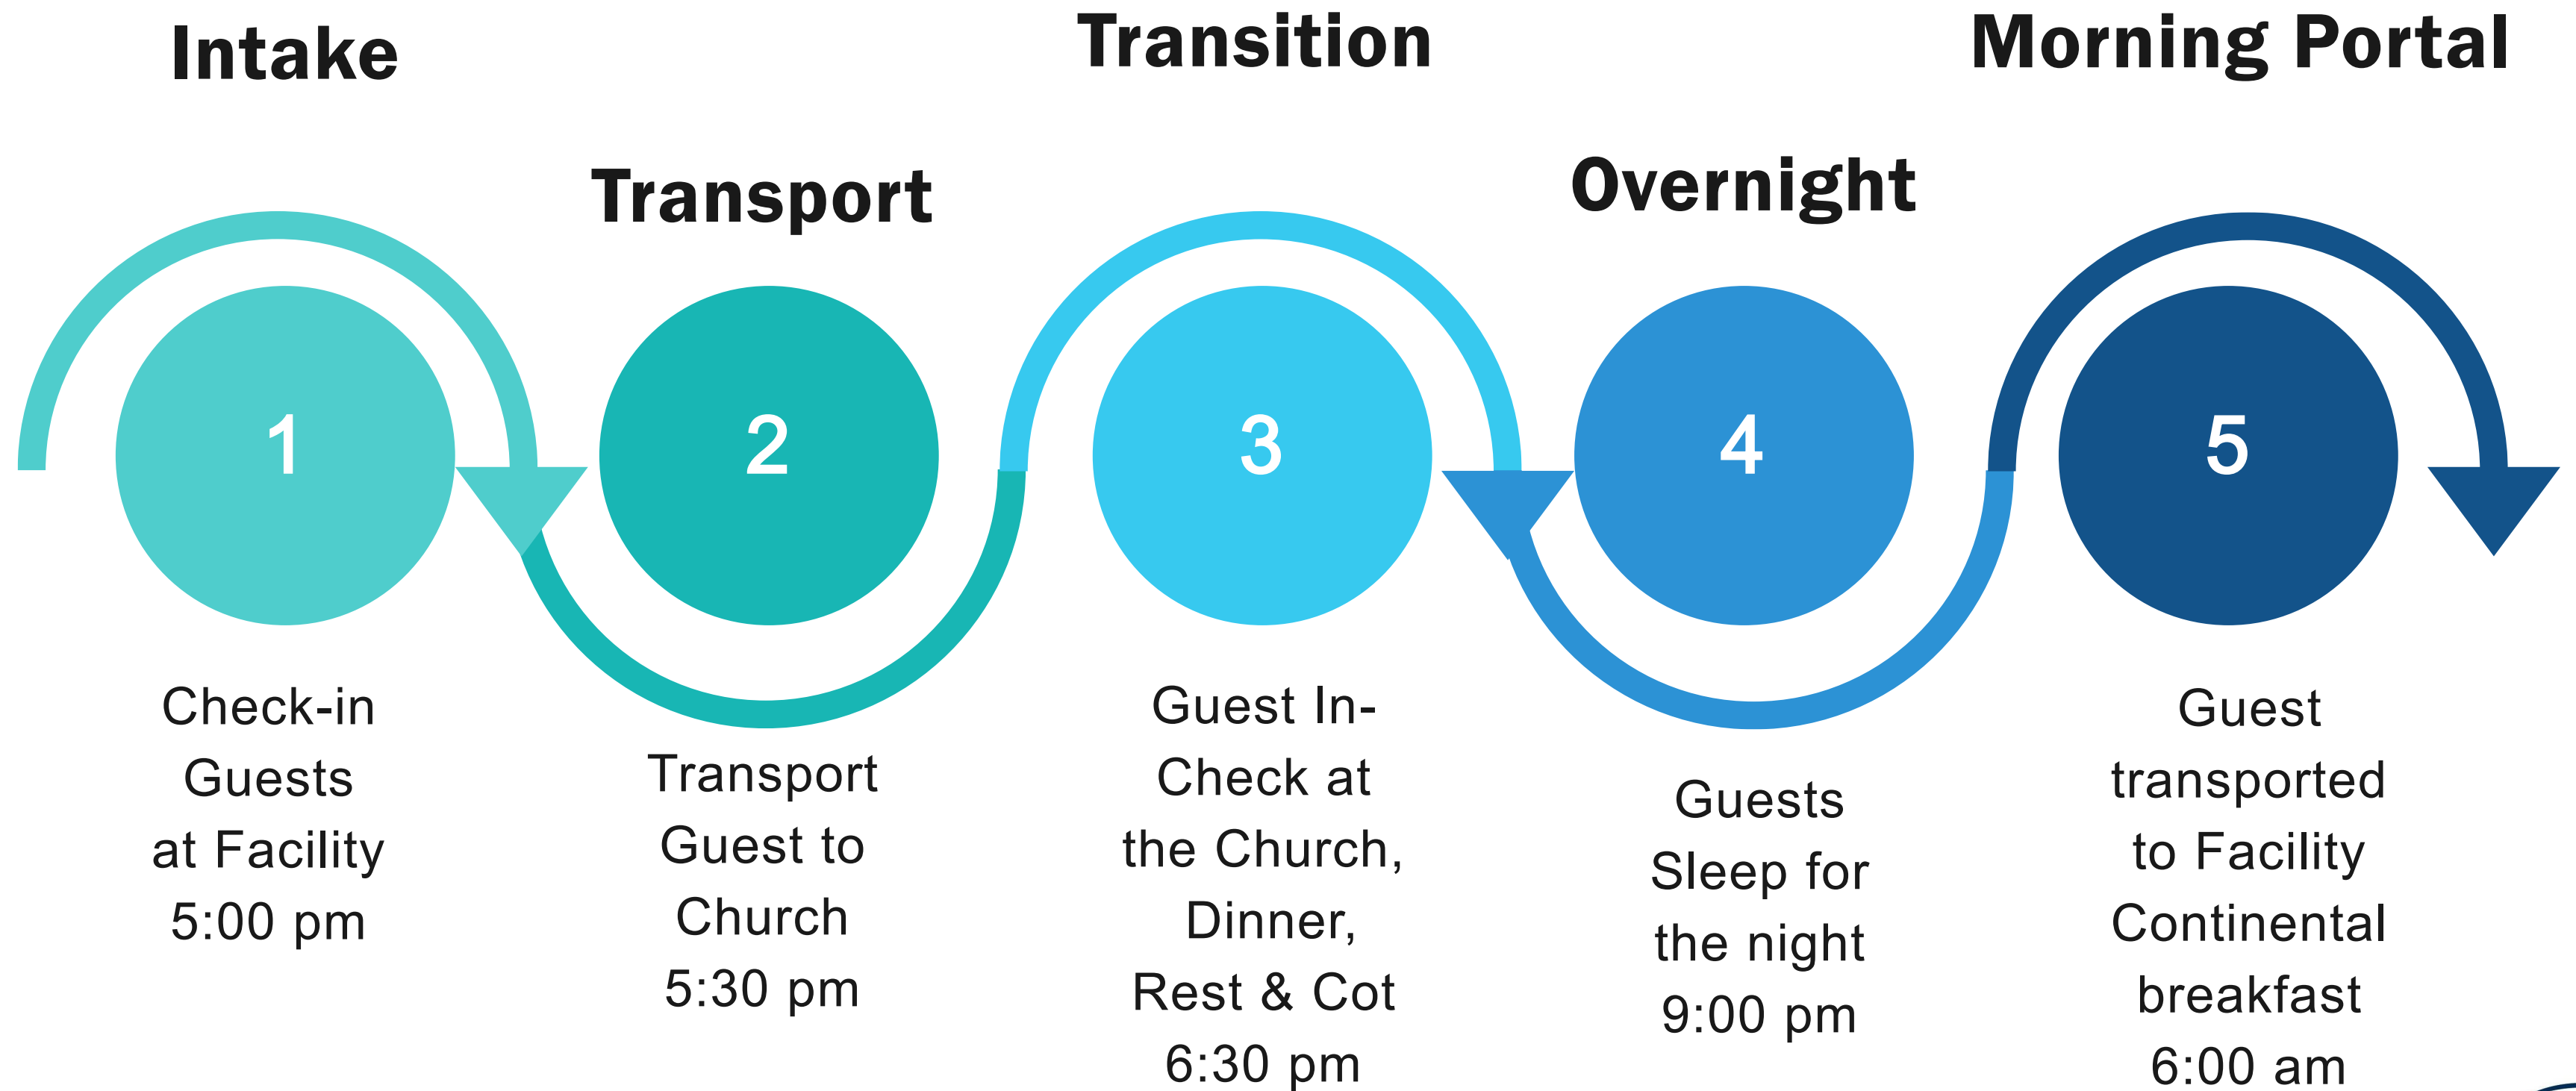 Intake
Transport
Transition
Overnight
Morning Portal
1
2
3
4
5
Check-in
Guests
at Facility
5:00 pm
Transport
Guest to
Church
5:30 pm
Guest In-
Check at
the Church,
Dinner,
Rest & Cot
6:30 pm
Guests
Sleep for
the night
9:00 pm
Guest
transported
to Facility
Continental
breakfast
6:00 am